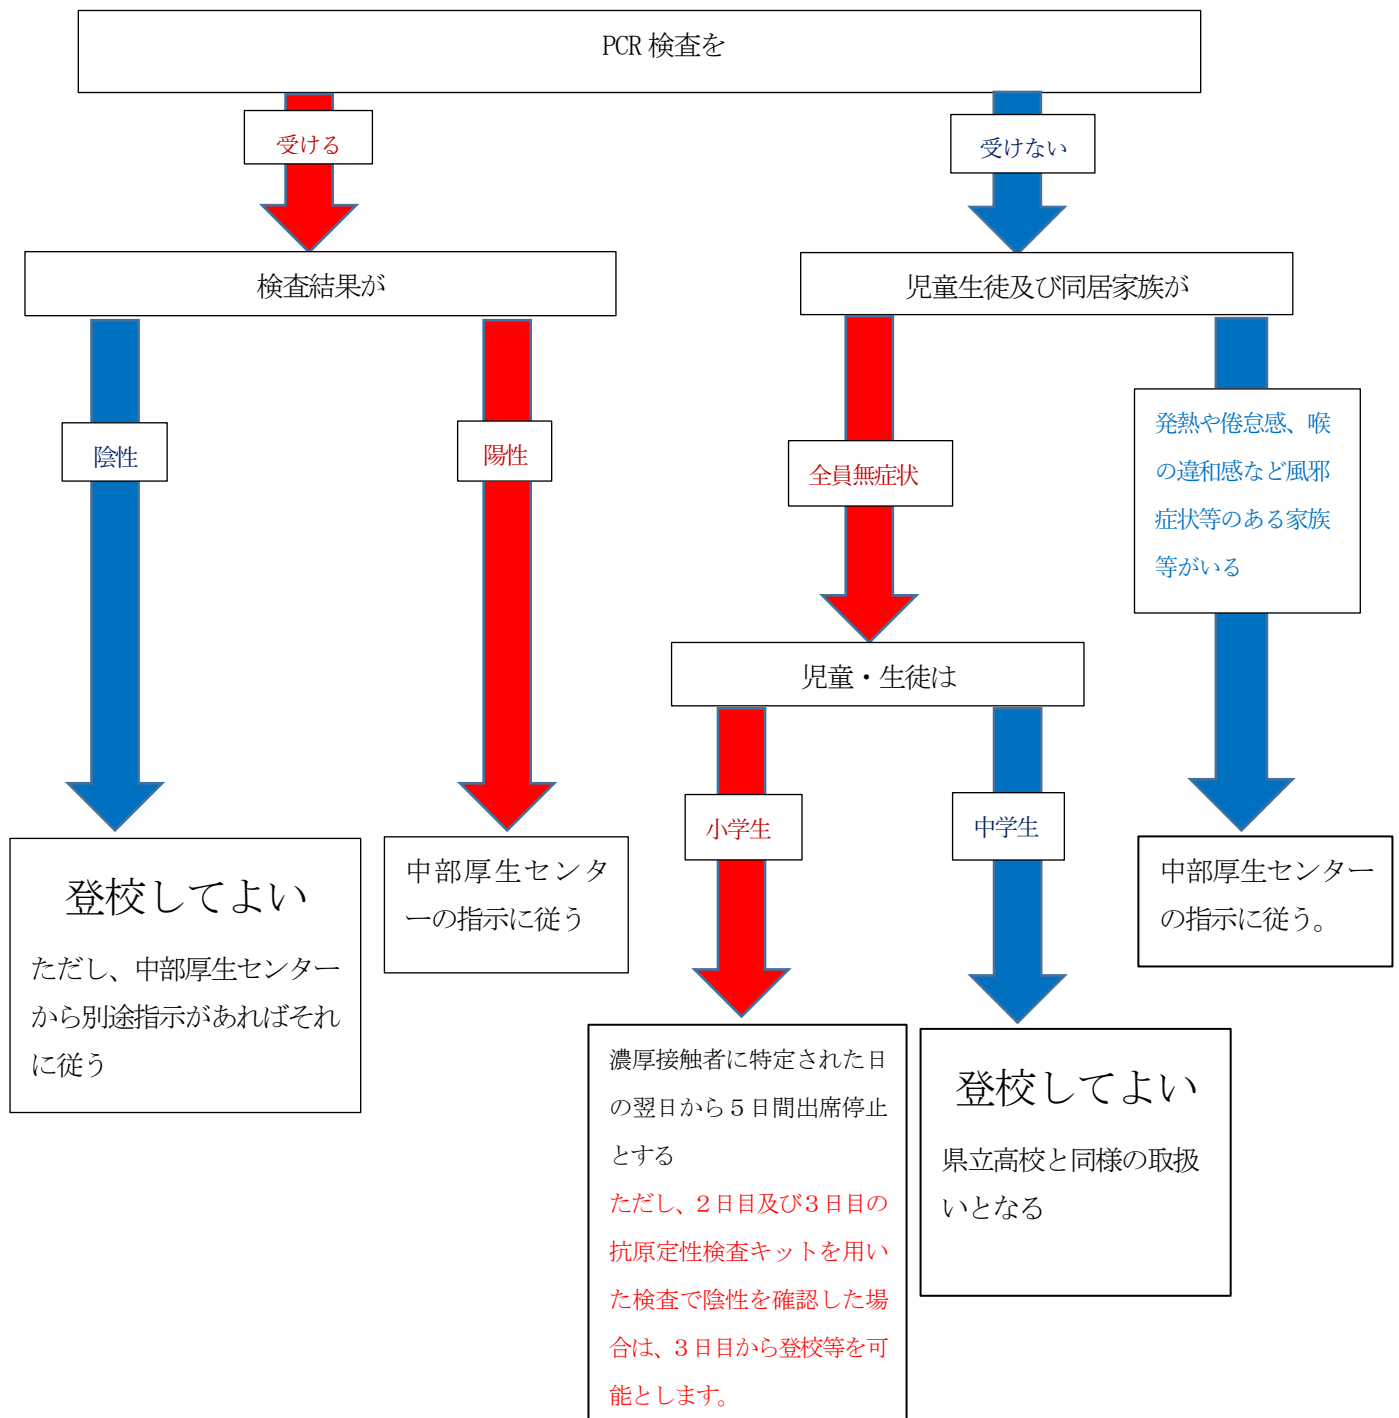 PCR 検査を
受ける
受けない
検査結果が
児童生徒及び同居家族が
陰性
陽性
全員無症状
発熱や倦怠感、喉
の違和感など風邪
症状等のある家族
等がいる
児童・生徒は
小学生
中学生
登校してよい
ただし、中部厚生センター
から別途指示があればそれ
に従う
中部厚生センタ
ーの指示に従う
中部厚生センター
の指示に従う。
濃厚接触者に特定された日
の翌日から５日間出席停止
とする
ただし、２日目及び３日目の
抗原定性検査キットを用い
た検査で陰性を確認した場
合は、３日目から登校等を可
能とします。
登校してよい
県立高校と同様の取扱
いとなる